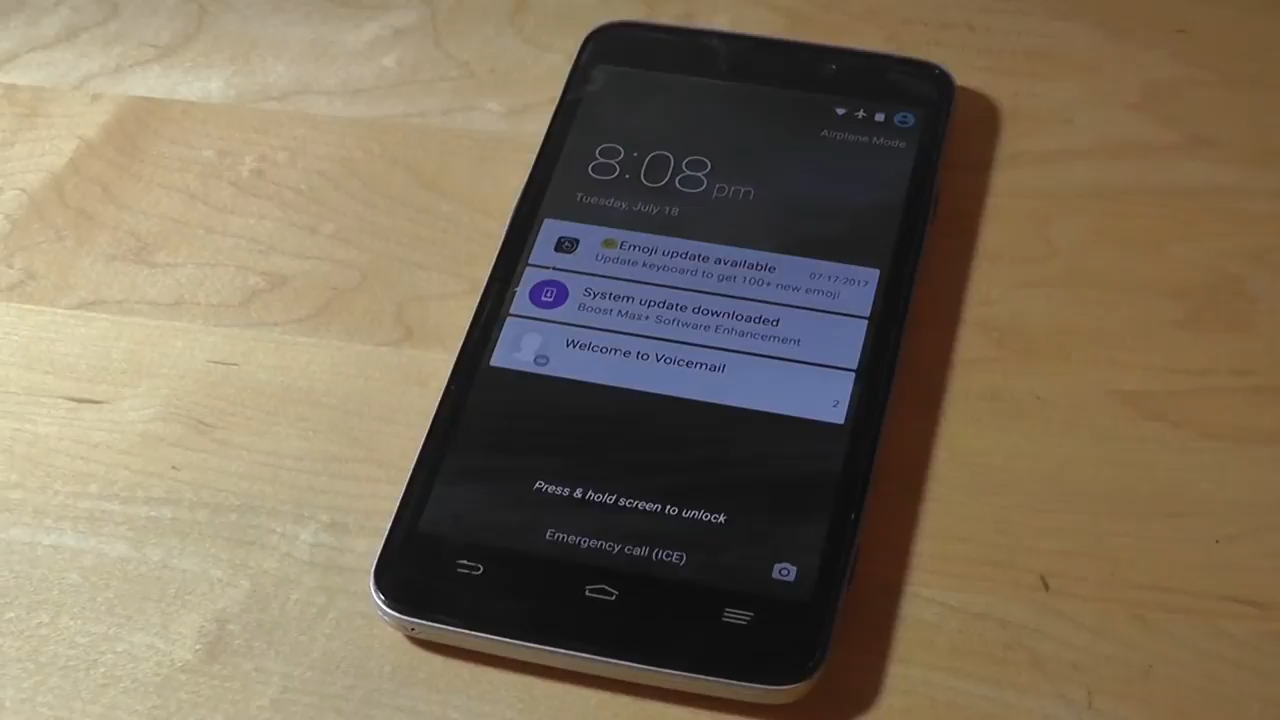 Airplane Mode
8:08 pm
Tuesday, July 18
Emoji update available
07-17-2017
Update keyboard to get 100+ new emoji
System update downloaded
Boost Max+ Software Enhancement
Welcome to Voicemail
2
Press & hold screen to unlock
Emergency call (ICE)